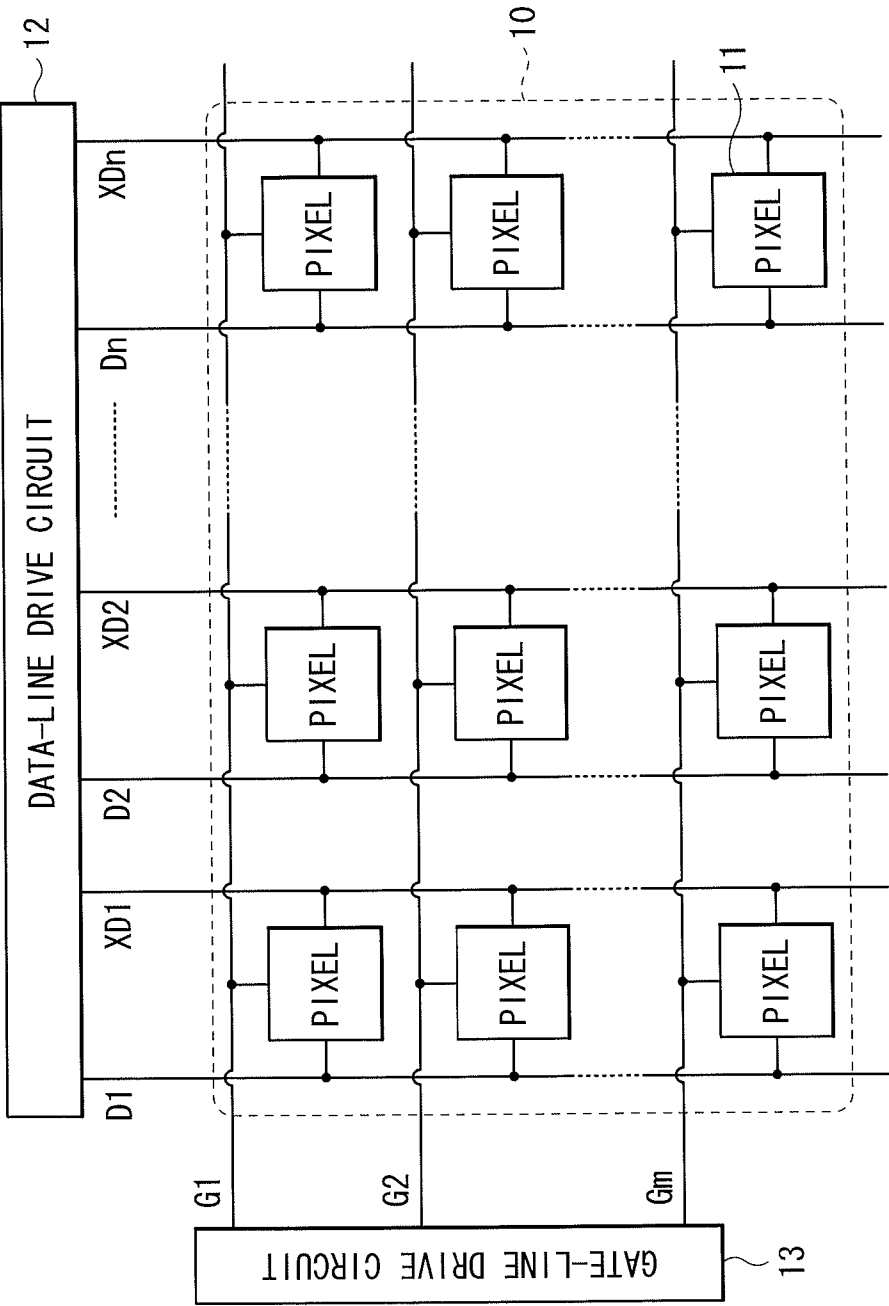 12
DATA-LINE DRIVE CIRCUIT
D1 XD1 D2 XD2 Dn XDn
10
G1
PIXEL PIXEL PIXEL
G2
PIXEL PIXEL PIXEL
11
Gm
PIXEL PIXEL PIXEL
GATE-LINE DRIVE CIRCUIT
13